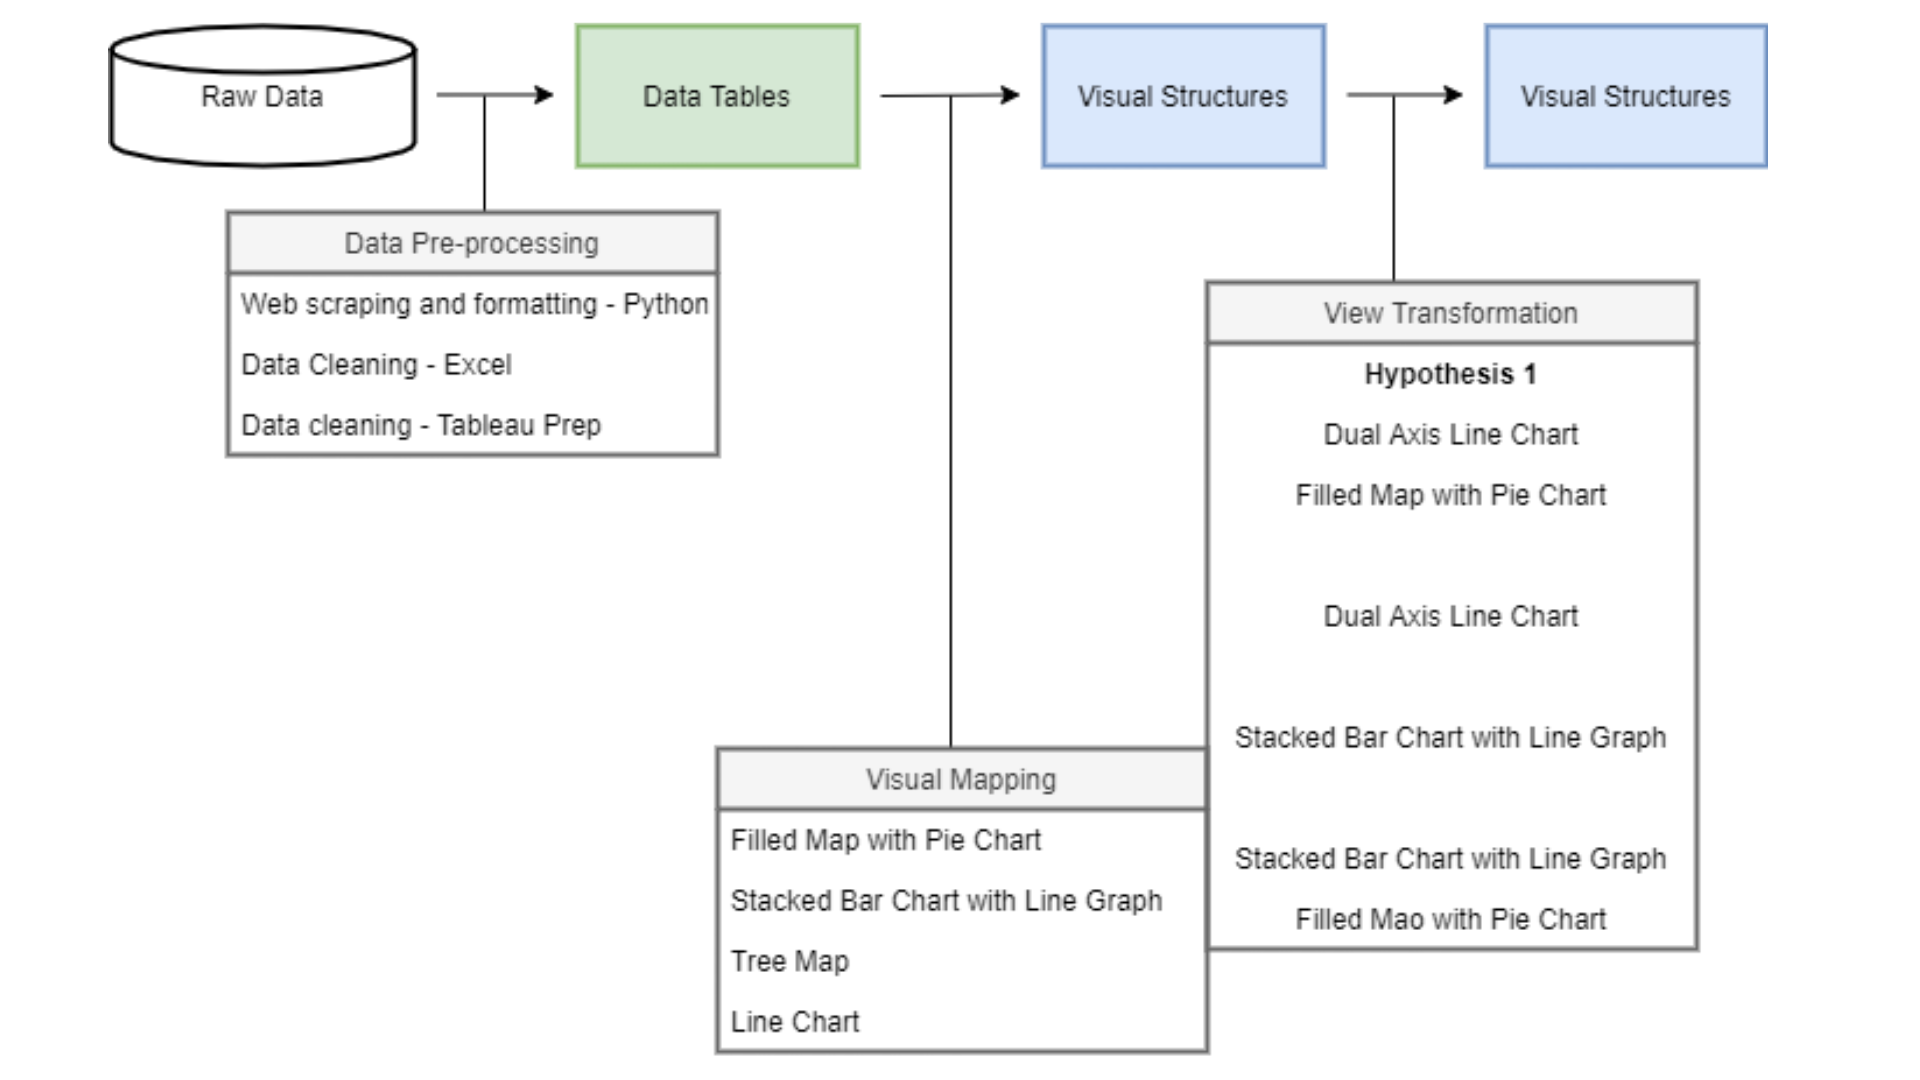 Raw Data
Data Tables
Visual Structures
Visual Structures
Data Pre-processing
Web scraping and formatting - Python
Data Cleaning - Excel
Data cleaning - Tableau Prep
View Transformation
Hypothesis 1
Dual Axis Line Chart
Filled Map with Pie Chart
Dual Axis Line Chart
Stacked Bar Chart with Line Graph
Stacked Bar Chart with Line Graph
Filled Mao with Pie Chart
Visual Mapping
Filled Map with Pie Chart
Stacked Bar Chart with Line Graph
Tree Map
Line Chart